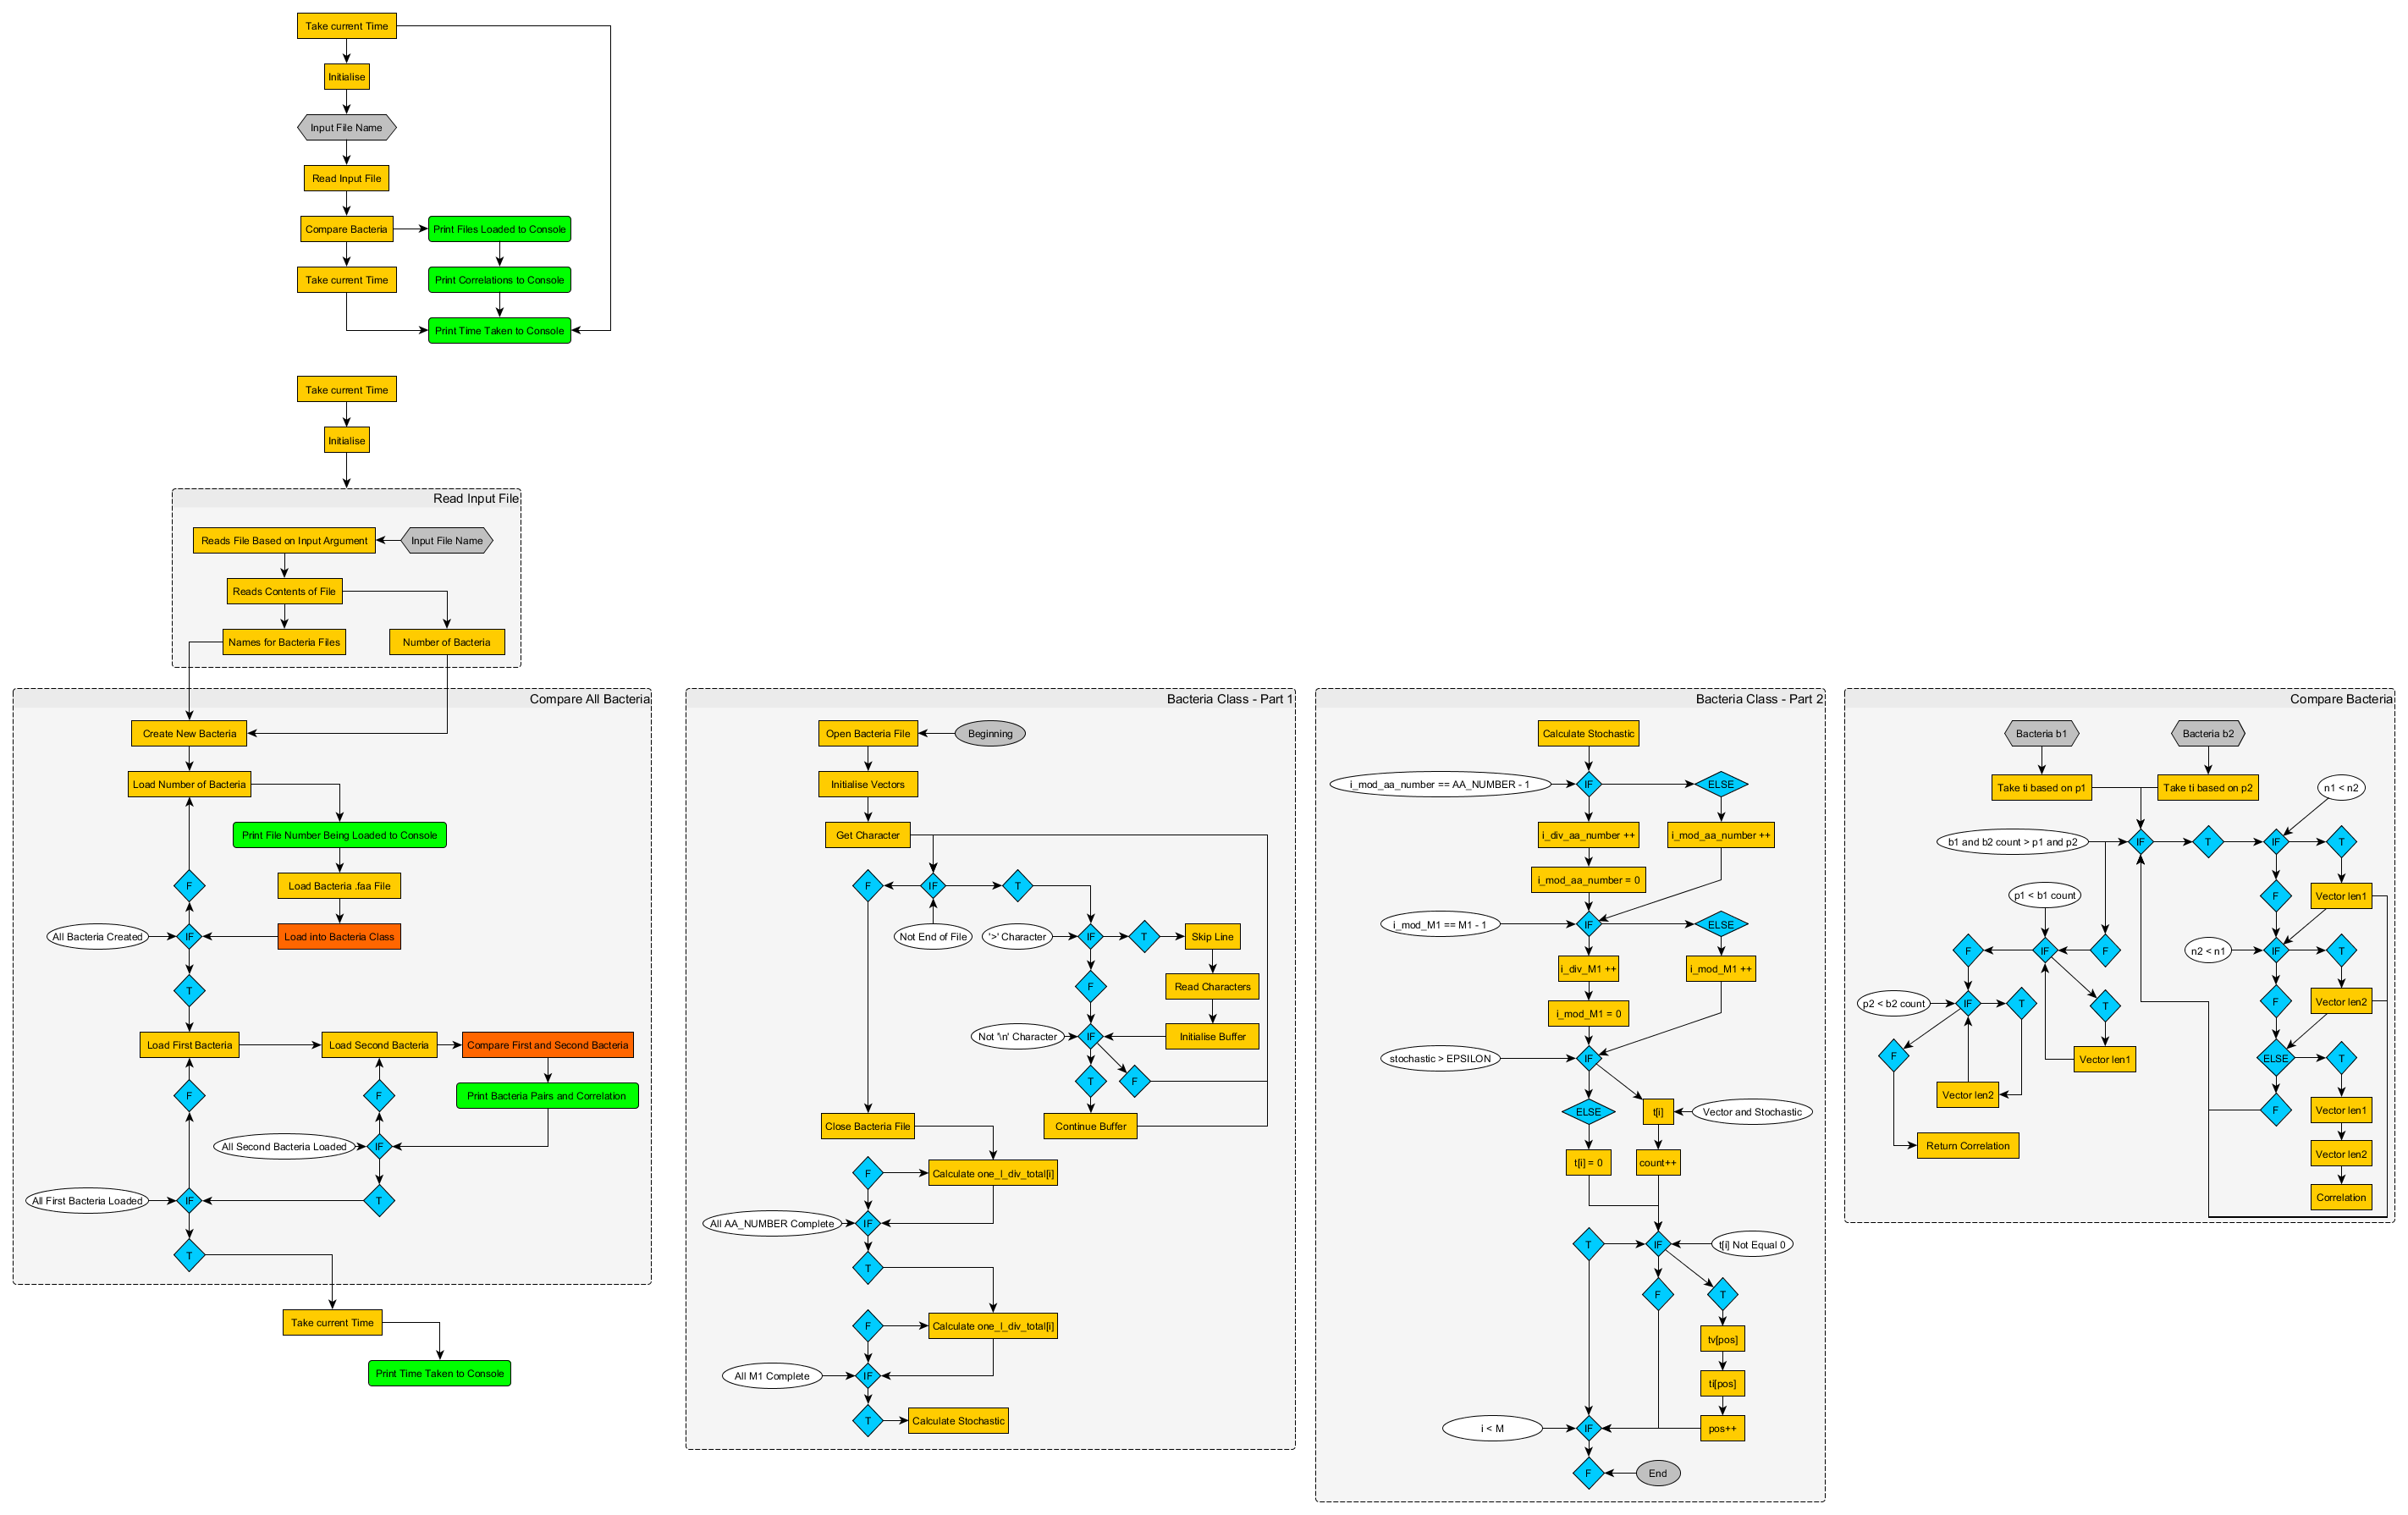 Take current Time
Initialise
Input File Name
Read Input File
Compare Bacteria
Print Files Loaded to Console
Take current Time
Print Correlations to Console
Print Time Taken to Console
Take current Time
Initialise
Read Input File
Reads File Based on Input Argument
Input File Name
Reads Contents of File
Names for Bacteria Files
Number of Bacteria
Compare All Bacteria
Create New Bacteria
Load Number of Bacteria
Print File Number Being Loaded to Console
F
Load Bacteria .faa File
All Bacteria Created
IF
Load into Bacteria Class
T
Load First Bacteria
Load Second Bacteria
Compare First and Second Bacteria
F
F
Print Bacteria Pairs and Correlation
All Second Bacteria Loaded
IF
All First Bacteria Loaded
IF
T
T
Take current Time
Print Time Taken to Console
Bacteria Class - Part 1
Open Bacteria File
Beginning
Initialise Vectors
Get Character
F
IF
T
Not End of File
'>' Character
IF
T
Skip Line
F
Read Characters
Not '\n' Character
IF
Initialise Buffer
T
F
Close Bacteria File
Continue Buffer
F
Calculate one_l_div_total[i]
All AA_NUMBER Complete
IF
T
F
Calculate one_l_div_total[i]
All M1 Complete
IF
T
Calculate Stochastic
Bacteria Class - Part 2
Calculate Stochastic
i_mod_aa_number == AA_NUMBER - 1
IF
ELSE
i_div_aa_number ++
i_mod_aa_number ++
i_mod_aa_number = 0
i_mod_M1 == M1 - 1
IF
ELSE
i_div_M1 ++
i_mod_M1 ++
i_mod_M1 = 0
stochastic > EPSILON
IF
ELSE
t[i]
Vector and Stochastic
t[i] = 0
count++
T
IF
t[i] Not Equal 0
F
T
tv[pos]
ti[pos]
i < M
IF
pos++
F
End
Compare Bacteria
Bacteria b1
Bacteria b2
Take ti based on p1
Take ti based on p2
n1 < n2
b1 and b2 count > p1 and p2
IF
T
IF
T
p1 < b1 count
F
Vector len1
F
IF
F
n2 < n1
IF
T
p2 < b2 count
IF
T
T
F
Vector len2
F
Vector len1
ELSE
T
Vector len2
F
Vector len1
Return Correlation
Vector len2
Correlation